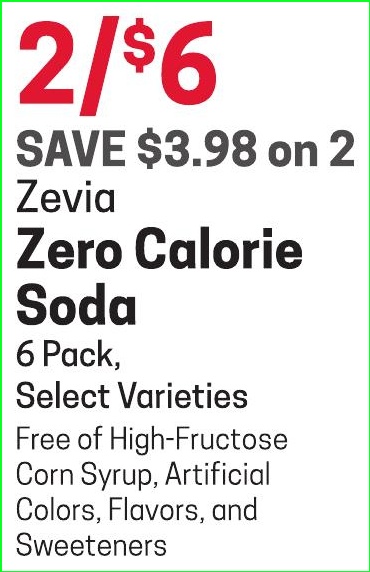 2/$6
SAVE $3.98 on 2
Zevia
Zero Calorie
Soda
6 Pack,
Select Varieties
Free of High-Fructose
Corn Syrup, Artificial
Colors, Flavors, and
Sweeteners